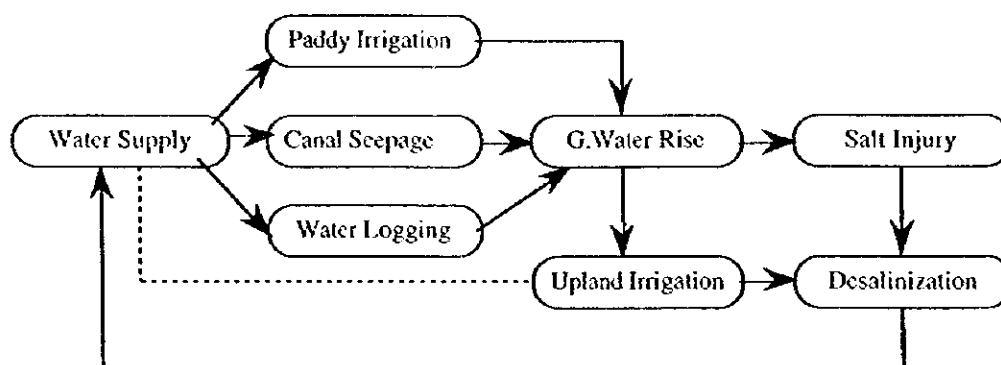 Paddy Irrigation
Water Supply
Canal Seepage
G.Water Rise
Salt Injury
Water Logging
Upland Irrigation
Desalinization